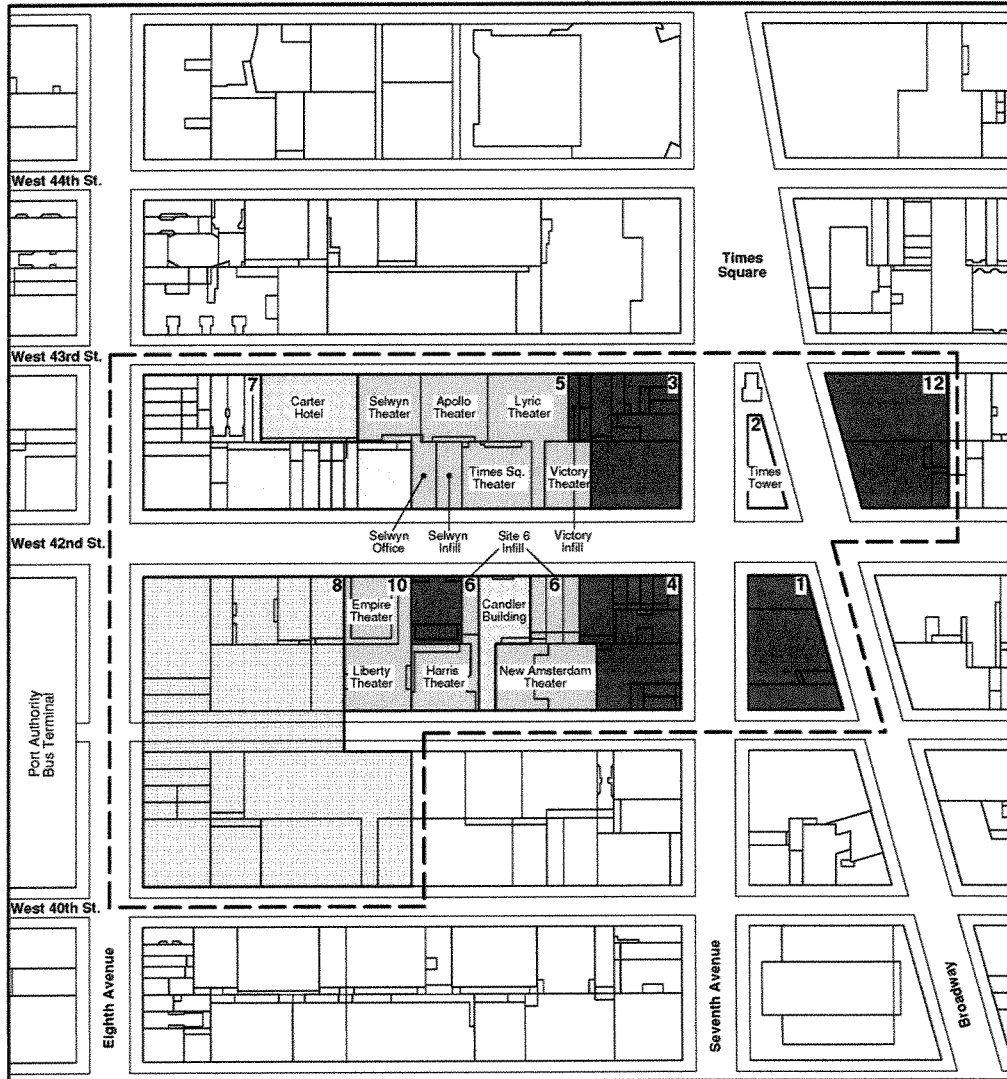 West 44th St.
Times
Square
West 43rd St.
7
Carter
Hotel
Selwyn
Theater
Apollo
Theater
Lyric
Theater
5
3
2
12
Times Sq.
Theater
Victory
Theater
Times
Tower
Selwyn
Office
Selwyn
Infill
Site 6
Infill
Victory
Infill
West 42nd St.
8
10
6
6
4
1
Empire
Theater
Candler
Building
Liberty
Theater
Harris
Theater
New Amsterdam
Theater
Port Authority
Bus Terminal
West 40th St.
Eighth Avenue
Seventh Avenue
Broadway